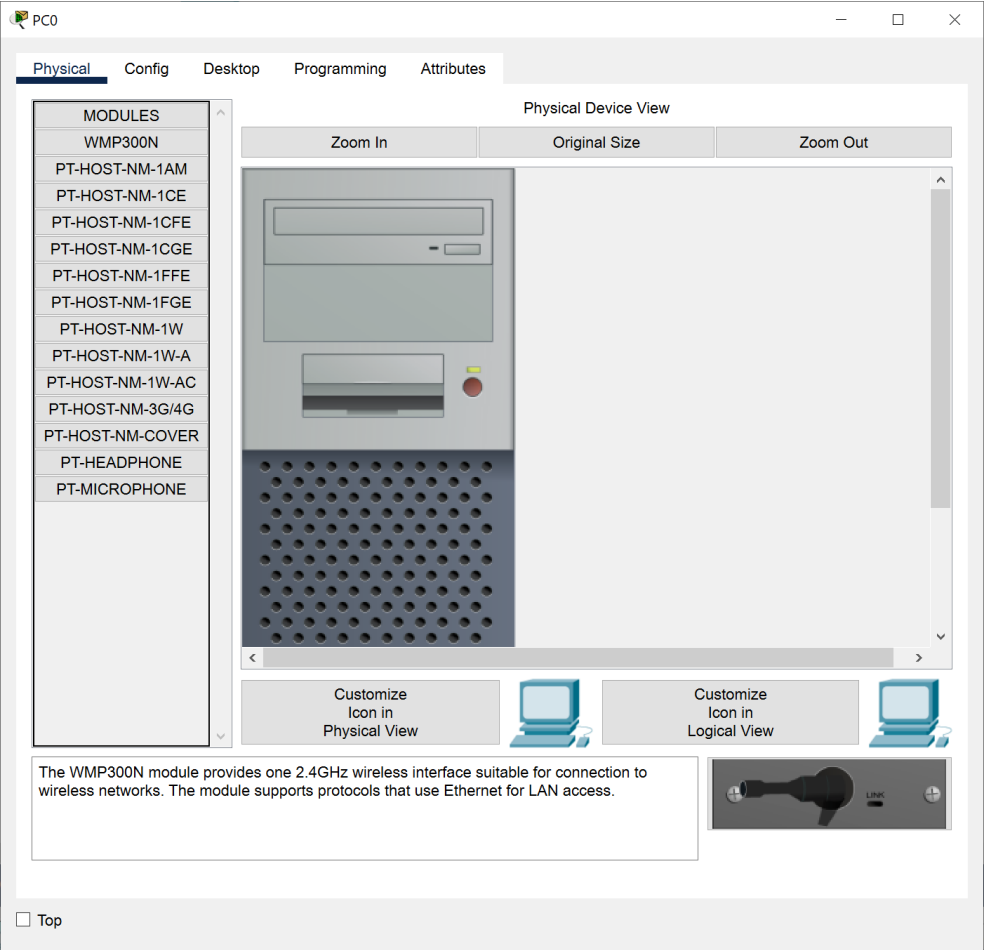 PC0
Physical
Config
Desktop
Programming
Attributes
MODULES
WMP300N
PT-HOST-NM-1AM
PT-HOST-NM-1CE
PT-HOST-NM-1CFE
PT-HOST-NM-1CGE
PT-HOST-NM-1FFE
PT-HOST-NM-1FGE
PT-HOST-NM-1W
PT-HOST-NM-1W-A
PT-HOST-NM-1W-AC
PT-HOST-NM-3G/4G
PT-HOST-NM-COVER
PT-HEADPHONE
PT-MICROPHONE
Physical Device View
Zoom In
Original Size
Zoom Out
Customize
Icon in
Physical View
Customize
Icon in
Logical View
The WMP300N module provides one 2.4GHz wireless interface suitable for connection to
wireless networks. The module supports protocols that use Ethernet for LAN access.
LINK
Top